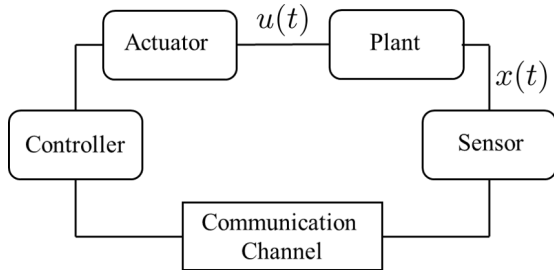 u(t)
Actuator
Plant
x(t)
Controller
Sensor
Communication
Channel